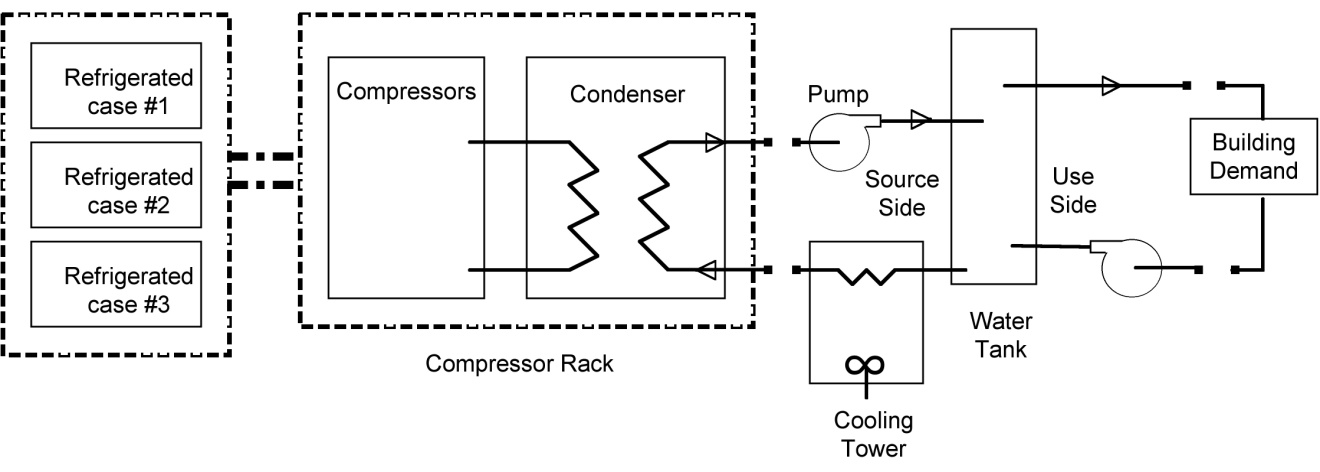 Refrigerated
case #1
Refrigerated
case #2
Refrigerated
case #3
Compressors
Condenser
Compressor Rack
Pump
Source
Side
Cooling
Tower
Water
Tank
Use
Side
Building
Demand